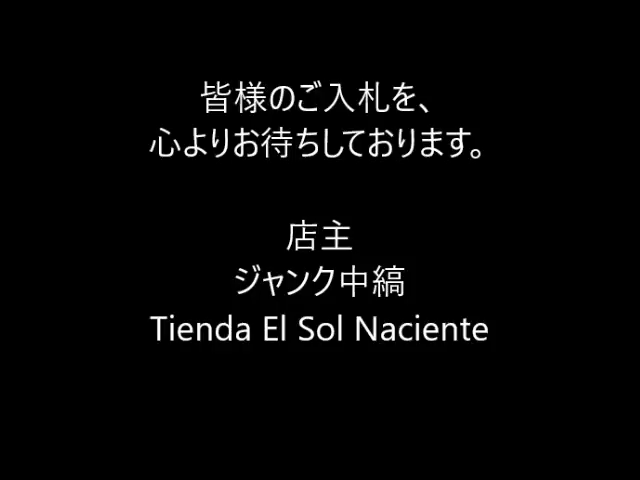 皆様のご入札を、
心よりお待ちしております。
店主
ジャンク中縞
Tienda El Sol Naciente